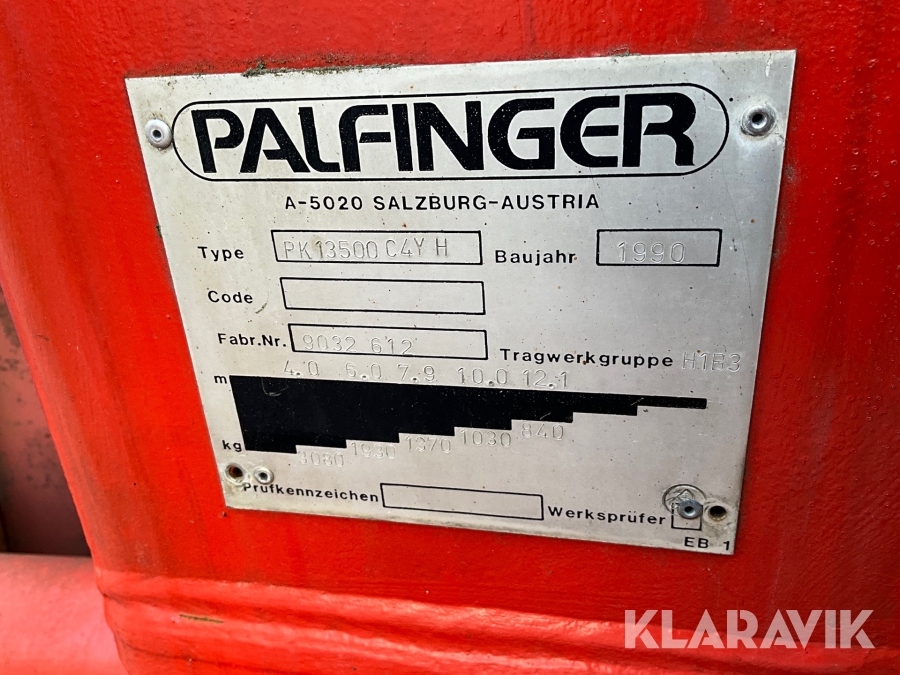 PALFINGER
A-5020 SALZBURG-AUSTRIA
Type PK13500 C4Y H Baujahr 1990
Code
Fabr.Nr. 9032 612 Tragwerkgruppe H1B3
m 4.0 6.0 7.9 10.0 12.1
kg 3080 1930 1370 1030 840
Prüfkennzeichen Werksprüfer
EB 1
KLARAVIK